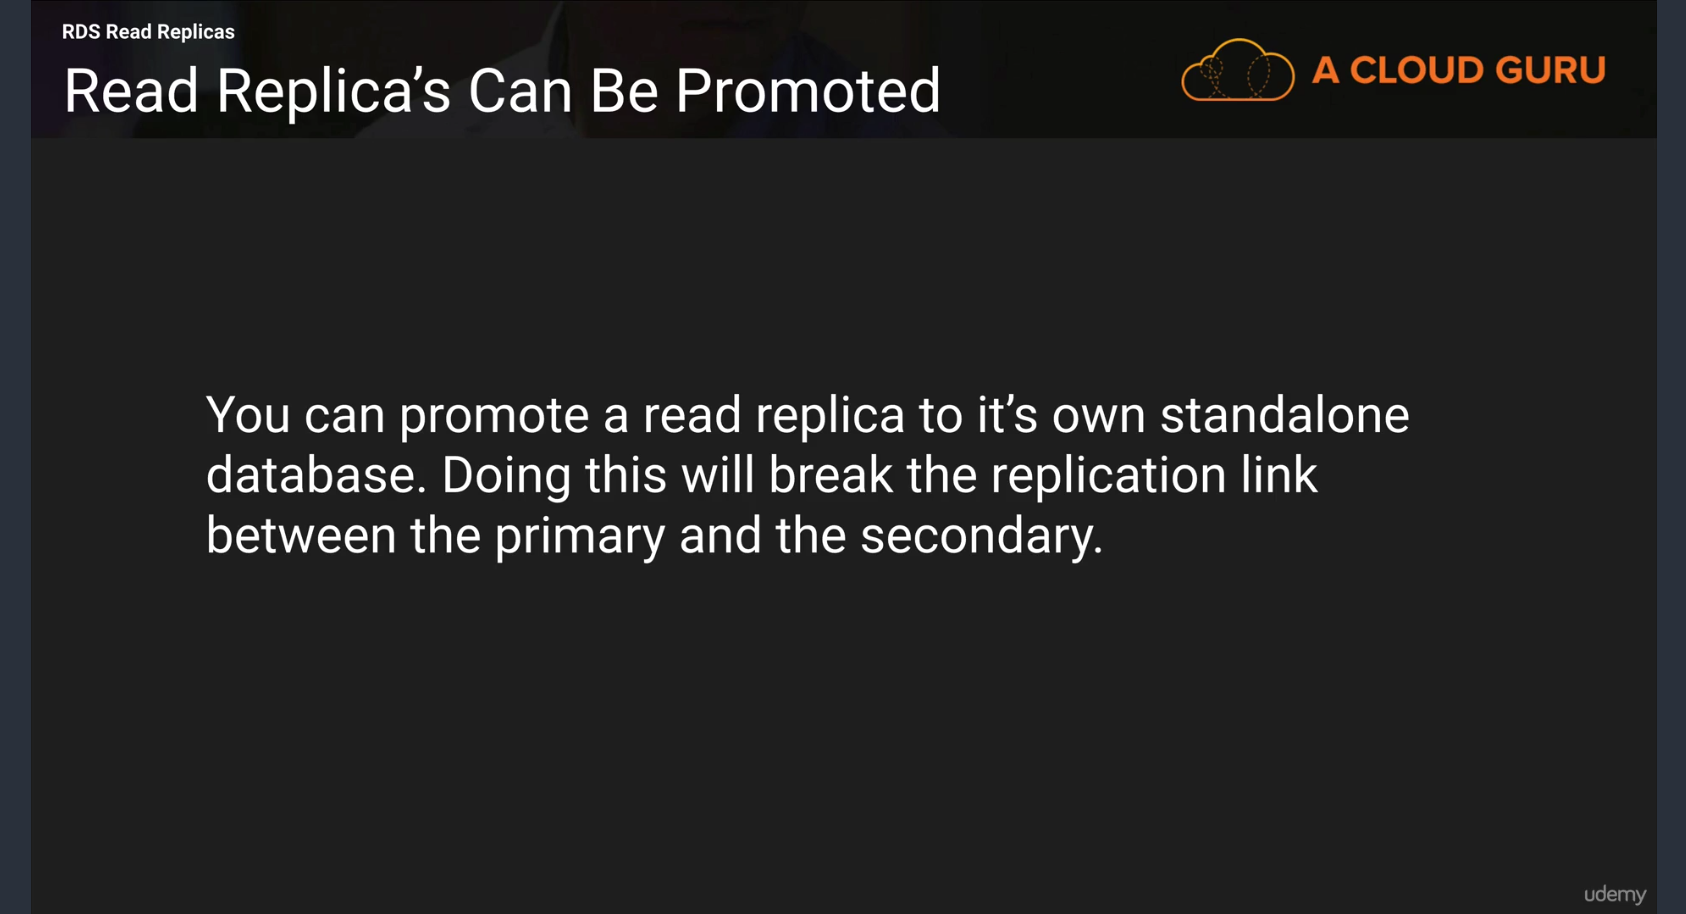 RDS Read Replicas
Read Replica’s Can Be Promoted
A CLOUD GURU
You can promote a read replica to it’s own standalone
database. Doing this will break the replication link
between the primary and the secondary.
udemy